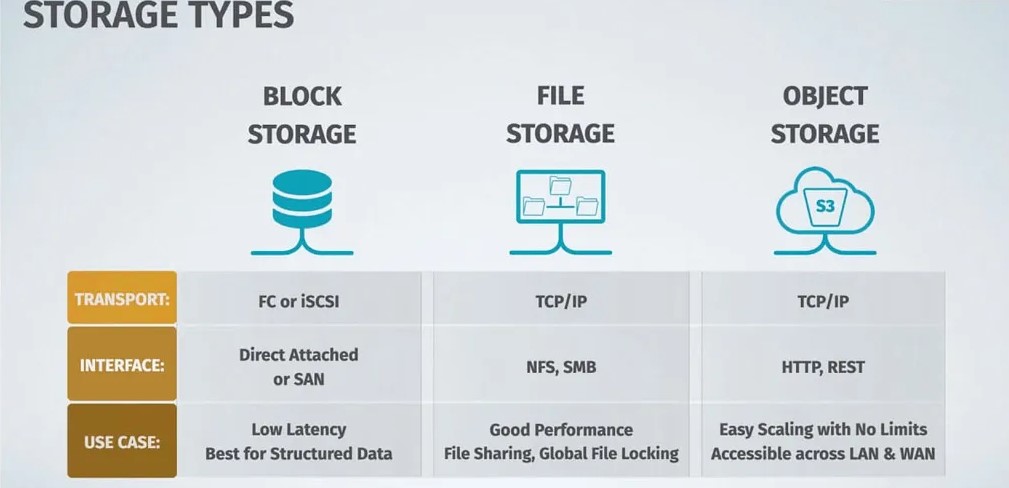 STORAGE TYPES
BLOCK
STORAGE
FILE
STORAGE
OBJECT
STORAGE
S3
TRANSPORT:
FC or iSCSI
TCP/IP
TCP/IP
INTERFACE:
Direct Attached
or SAN
NFS, SMB
HTTP, REST
USE CASE:
Low Latency
Best for Structured Data
Good Performance
File Sharing, Global File Locking
Easy Scaling with No Limits
Accessible across LAN & WAN